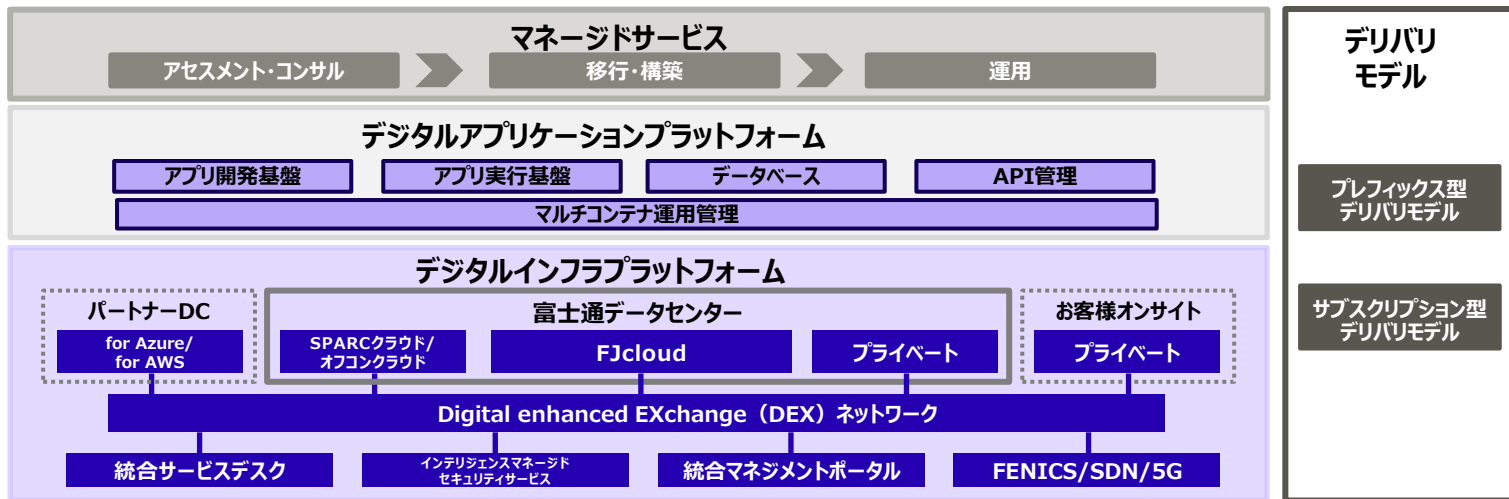 マネージドサービス
アセスメント・コンサル
移行・構築
運用
デジタルアプリケーションプラットフォーム
アプリ開発基盤
アプリ実行基盤
データベース
API管理
マルチコンテナ運用管理
デジタルインフラプラットフォーム
パートナーDC
for Azure/
for AWS
富士通データセンター
SPARCクラウド/
オフコンクラウド
FJcloud
プライベート
お客様オンサイト
プライベート
Digital enhanced EXchange（DEX）ネットワーク
統合サービスデスク
インテリジェンスマネージド
セキュリティサービス
統合マネジメントポータル
FENICS/SDN/5G
デリバリ
モデル
プレフィックス型
デリバリモデル
サブスクリプション型
デリバリモデル